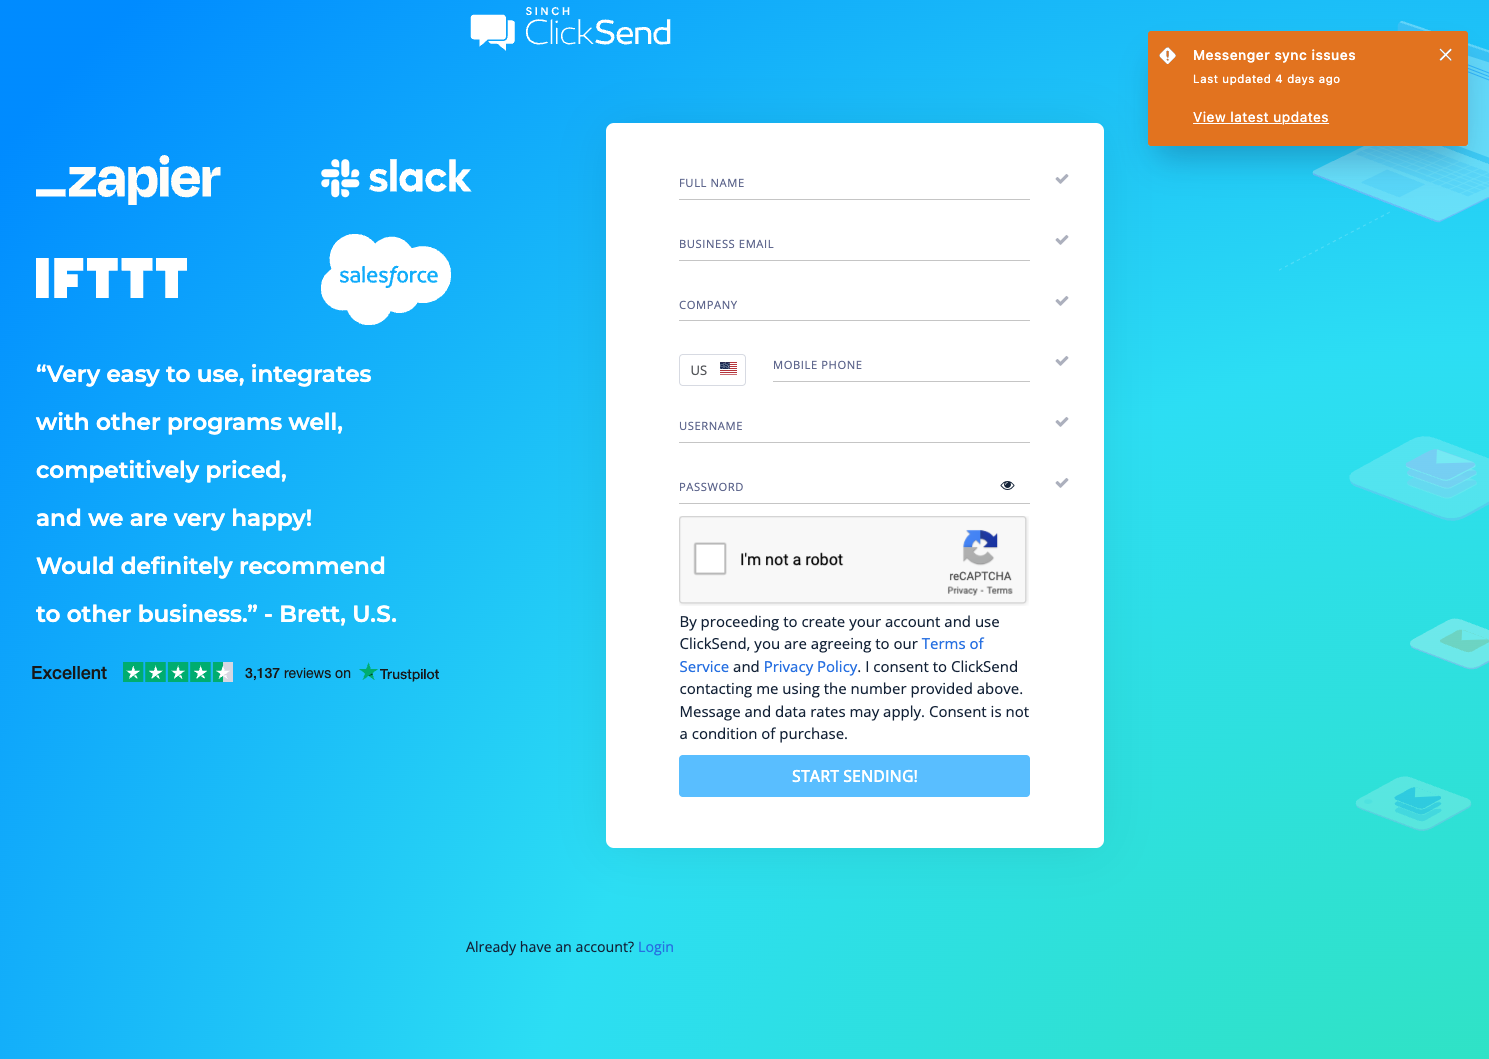 SINCH
ClickSend
Messenger sync issues
Last updated 4 days ago
View latest updates
_zapier
slack
IFTTT
salesforce
“Very easy to use, integrates
with other programs well,
competitively priced,
and we are very happy!
Would definitely recommend
to other business.” - Brett, U.S.
Excellent 3,137 reviews on Trustpilot
FULL NAME
BUSINESS EMAIL
COMPANY
US MOBILE PHONE
USERNAME
PASSWORD
I'm not a robot
reCAPTCHA
Privacy - Terms
By proceeding to create your account and use
ClickSend, you are agreeing to our Terms of
Service and Privacy Policy. I consent to ClickSend
contacting me using the number provided above.
Message and data rates may apply. Consent is not
a condition of purchase.
START SENDING!
Already have an account? Login